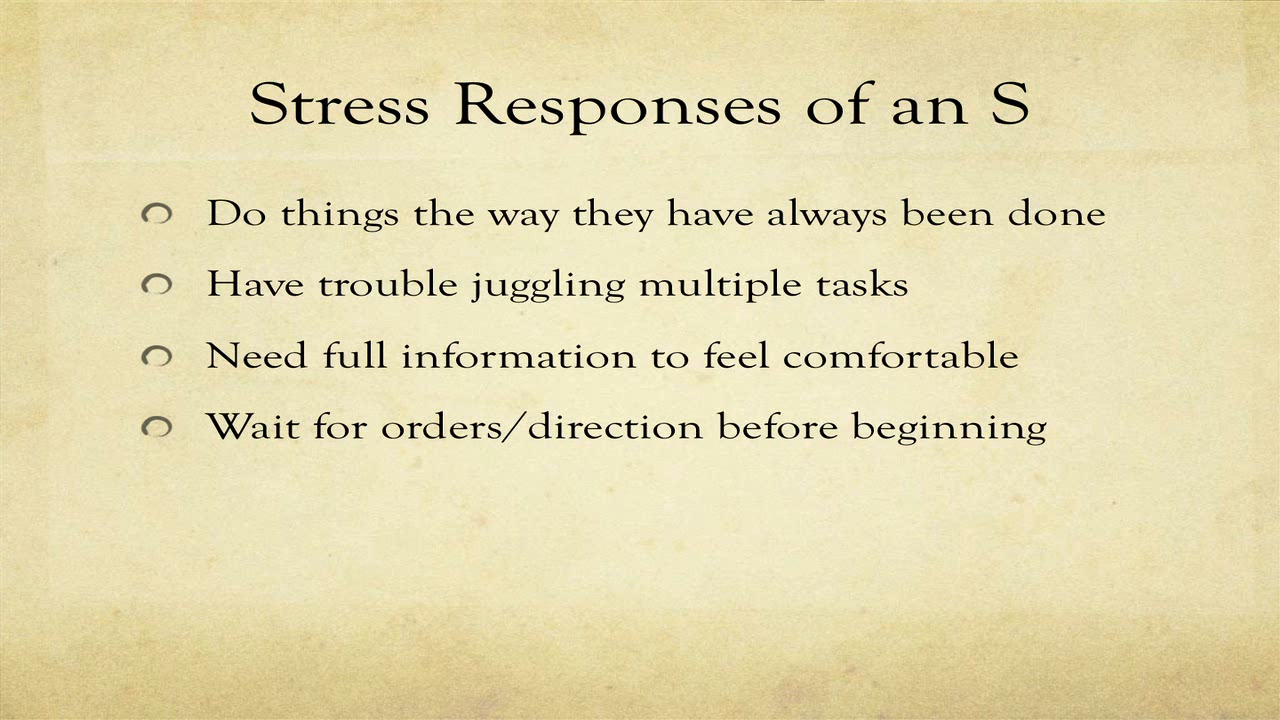 Stress Responses of an S
Do things the way they have always been done
Have trouble juggling multiple tasks
Need full information to feel comfortable
Wait for orders/direction before beginning